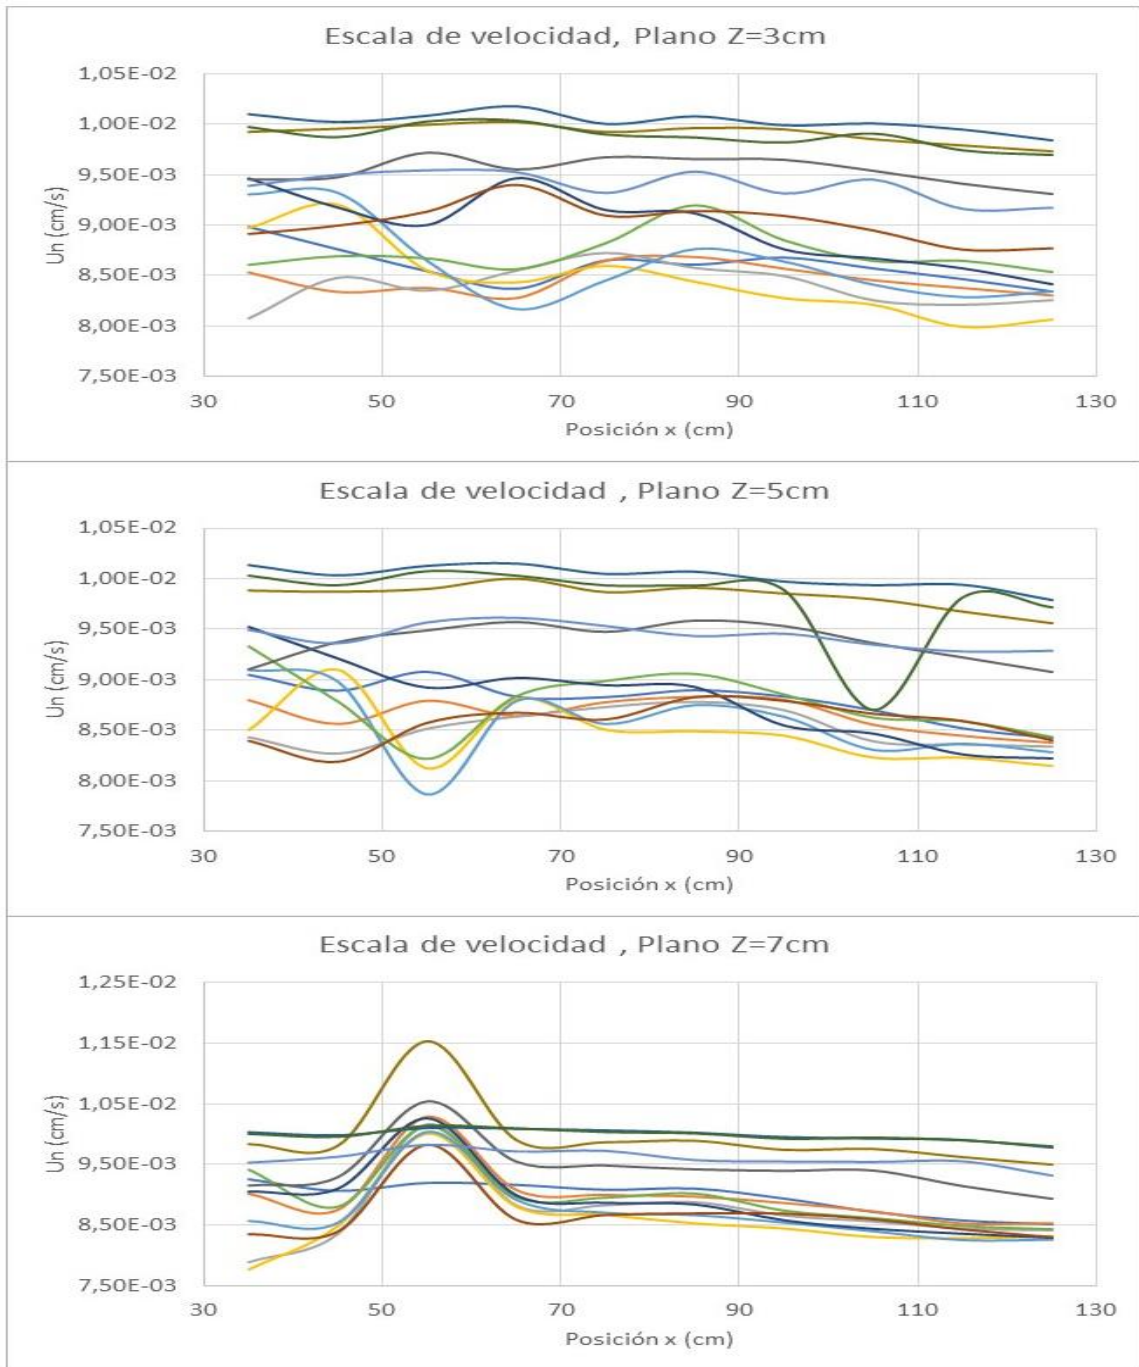 Escala de velocidad, Plano Z=3cm
1,05E-02
1,00E-02
9,50E-03
9,00E-03
8,50E-03
8,00E-03
7,50E-03
Un (cm/s)
30 50 70 90 110 130
Posición x (cm)
Escala de velocidad , Plano Z=5cm
1,05E-02
1,00E-02
9,50E-03
9,00E-03
8,50E-03
8,00E-03
7,50E-03
Un (cm/s)
30 50 70 90 110 130
Posición x (cm)
Escala de velocidad , Plano Z=7cm
1,25E-02
1,15E-02
1,05E-02
9,50E-03
8,50E-03
7,50E-03
Un (cm/s)
30 50 70 90 110 130
Posición x (cm)